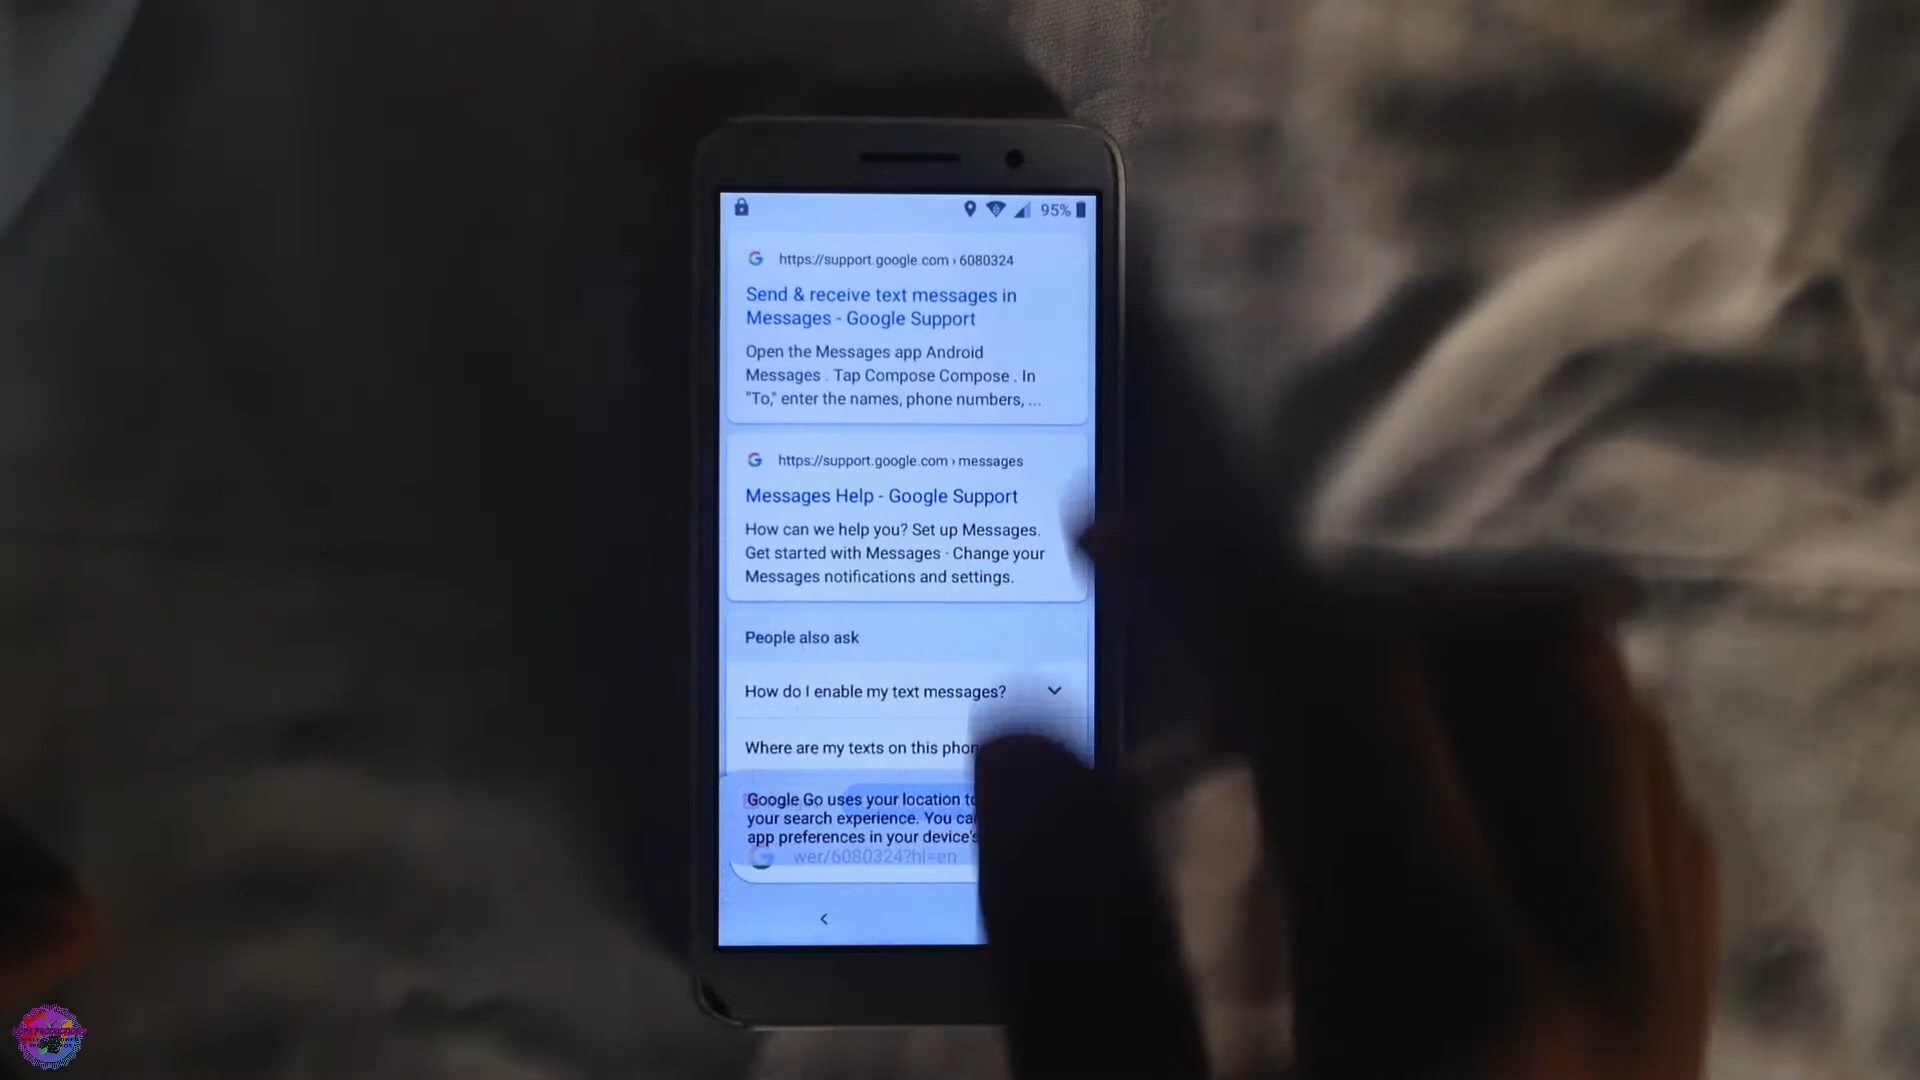 95%
https://support.google.com › 6080324
Send & receive text messages in
Messages - Google Support
Open the Messages app Android
Messages . Tap Compose Compose . In
"To," enter the names, phone numbers, ...
https://support.google.com › messages
Messages Help - Google Support
How can we help you? Set up Messages.
Get started with Messages · Change your
Messages notifications and settings.
People also ask
How do I enable my text messages?
Where are my texts on this phon
Google Go uses your location to
your search experience. You can
app preferences in your device's
wer/6080324?hl=en